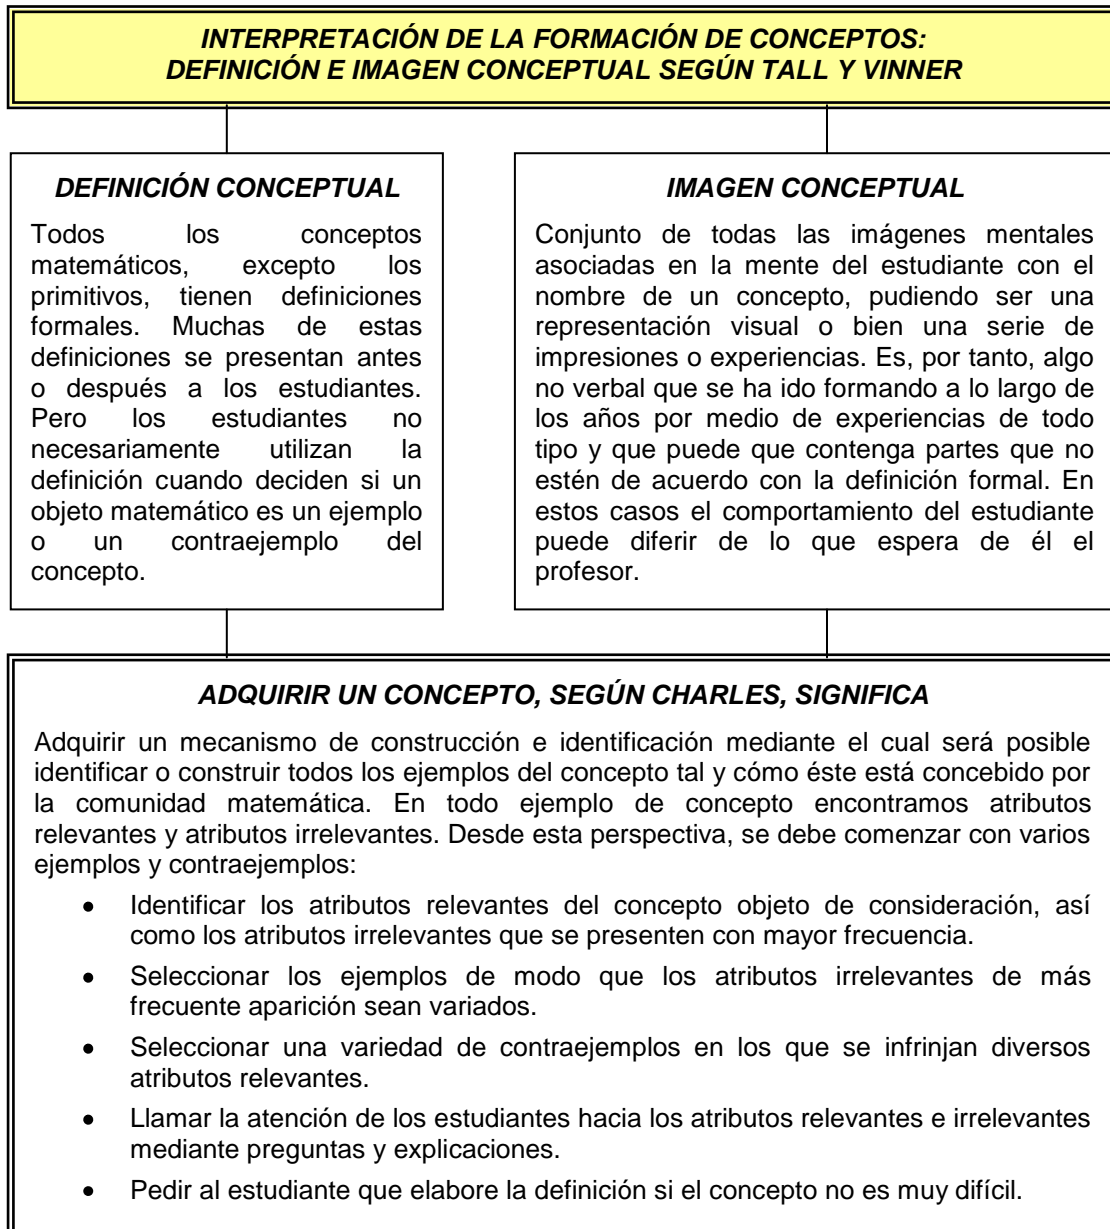 INTERPRETACIÓN DE LA FORMACIÓN DE CONCEPTOS:
DEFINICIÓN E IMAGEN CONCEPTUAL SEGÚN TALL Y VINNER
DEFINICIÓN CONCEPTUAL
Todos los conceptos
matemáticos, excepto los
primitivos, tienen definiciones
formales. Muchas de estas
definiciones se presentan antes
o después a los estudiantes.
Pero los estudiantes no
necesariamente utilizan la
definición cuando deciden si un
objeto matemático es un ejemplo
o un contraejemplo del
concepto.
IMAGEN CONCEPTUAL
Conjunto de todas las imágenes mentales
asociadas en la mente del estudiante con el
nombre de un concepto, pudiendo ser una
representación visual o bien una serie de
impresiones o experiencias. Es, por tanto, algo
no verbal que se ha ido formando a lo largo de
los años por medio de experiencias de todo
tipo y que puede que contenga partes que no
estén de acuerdo con la definición formal. En
estos casos el comportamiento del estudiante
puede diferir de lo que espera de él el
profesor.
ADQUIRIR UN CONCEPTO, SEGÚN CHARLES, SIGNIFICA
Adquirir un mecanismo de construcción e identificación mediante el cual será posible
identificar o construir todos los ejemplos del concepto tal y cómo éste está concebido por
la comunidad matemática. En todo ejemplo de concepto encontramos atributos
relevantes y atributos irrelevantes. Desde esta perspectiva, se debe comenzar con varios
ejemplos y contraejemplos:
• Identificar los atributos relevantes del concepto objeto de consideración, así
como los atributos irrelevantes que se presenten con mayor frecuencia.
• Seleccionar los ejemplos de modo que los atributos irrelevantes de más
frecuente aparición sean variados.
• Seleccionar una variedad de contraejemplos en los que se infrinjan diversos
atributos relevantes.
• Llamar la atención de los estudiantes hacia los atributos relevantes e irrelevantes
mediante preguntas y explicaciones.
• Pedir al estudiante que elabore la definición si el concepto no es muy difícil.